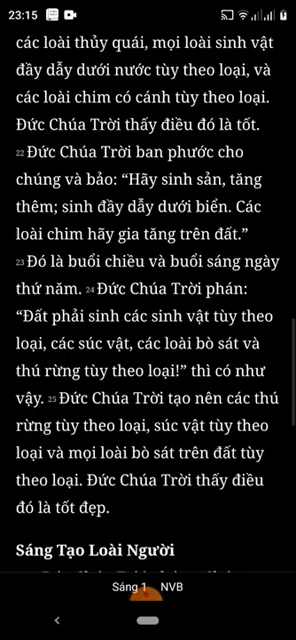 23:15
các loài thủy quái, mọi loài sinh vật
đầy dẫy dưới nước tùy theo loại, và
các loài chim có cánh tùy theo loại.
Đức Chúa Trời thấy điều đó là tốt.
22 Đức Chúa Trời ban phước cho
chúng và bảo: “Hãy sinh sản, tăng
thêm; sinh đầy dẫy dưới biển. Các
loài chim hãy gia tăng trên đất.”
23 Đó là buổi chiều và buổi sáng ngày
thứ năm. 24 Đức Chúa Trời phán:
“Đất phải sinh các sinh vật tùy theo
loại, các súc vật, các loài bò sát và
thú rừng tùy theo loại!” thì có như
vậy. 25 Đức Chúa Trời tạo nên các thú
rừng tùy theo loại, súc vật tùy theo
loại và mọi loài bò sát trên đất tùy
theo loại. Đức Chúa Trời thấy điều
đó là tốt đẹp.
Sáng Tạo Loài Người
Sáng 1 NVB